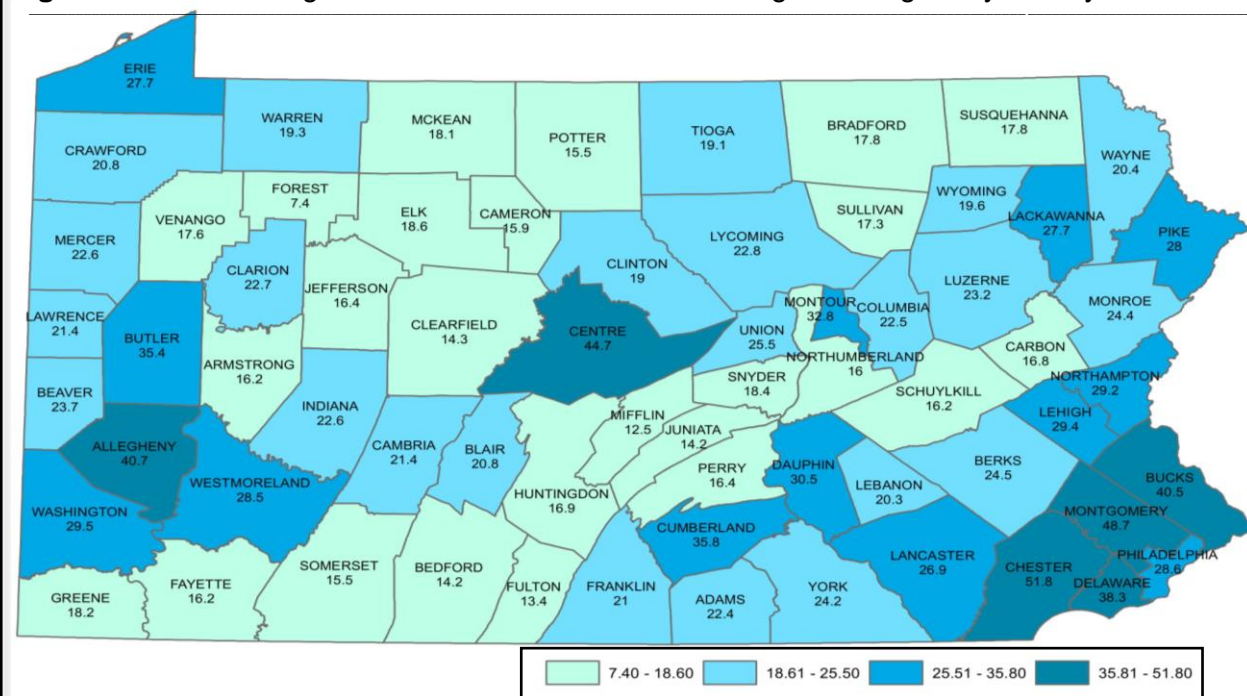 ERIE
27.7
WARREN
19.3
MCKEAN
18.1
POTTER
15.5
TIOGA
19.1
BRADFORD
17.8
SUSQUEHANNA
17.8
CRAWFORD
20.8
WAYNE
20.4
VENANGO
17.6
FOREST
7.4
ELK
18.6
CAMERON
15.9
SULLIVAN
17.3
WYOMING
19.6
LACKAWANNA
27.7
PIKE
28
MERCER
22.6
CLARION
22.7
JEFFERSON
16.4
CLINTON
19
LYCOMING
22.8
LUZERNE
23.2
MONROE
24.4
LAWRENCE
21.4
BUTLER
35.4
CLEARFIELD
14.3
CENTRE
44.7
UNION
25.5
MONTOUR
32.8
COLUMBIA
22.5
CARBON
16.8
ARMSTRONG
16.2
NORTHUMBERLAND
16
NORTHAMPTON
29.2
BEAVER
23.7
INDIANA
22.6
SNYDER
18.4
SCHUYLKILL
16.2
LEHIGH
29.4
MIFFLIN
12.5
JUNIATA
14.2
ALLEGHENY
40.7
CAMBRIA
21.4
BLAIR
20.8
PERRY
16.4
DAUPHIN
30.5
LEBANON
20.3
BERKS
24.5
BUCKS
40.5
WESTMORELAND
28.5
HUNTINGDON
16.9
MONTGOMERY
48.7
WASHINGTON
29.5
CUMBERLAND
35.8
LANCASTER
26.9
CHESTER
51.8
PHILADELPHIA
28.6
DELAWARE
38.3
GREENE
18.2
FAYETTE
16.2
SOMERSET
15.5
BEDFORD
14.2
FULTON
13.4
FRANKLIN
21
ADAMS
22.4
YORK
24.2
7.40 - 18.60 18.61 - 25.50 25.51 - 35.80 35.81 - 51.80